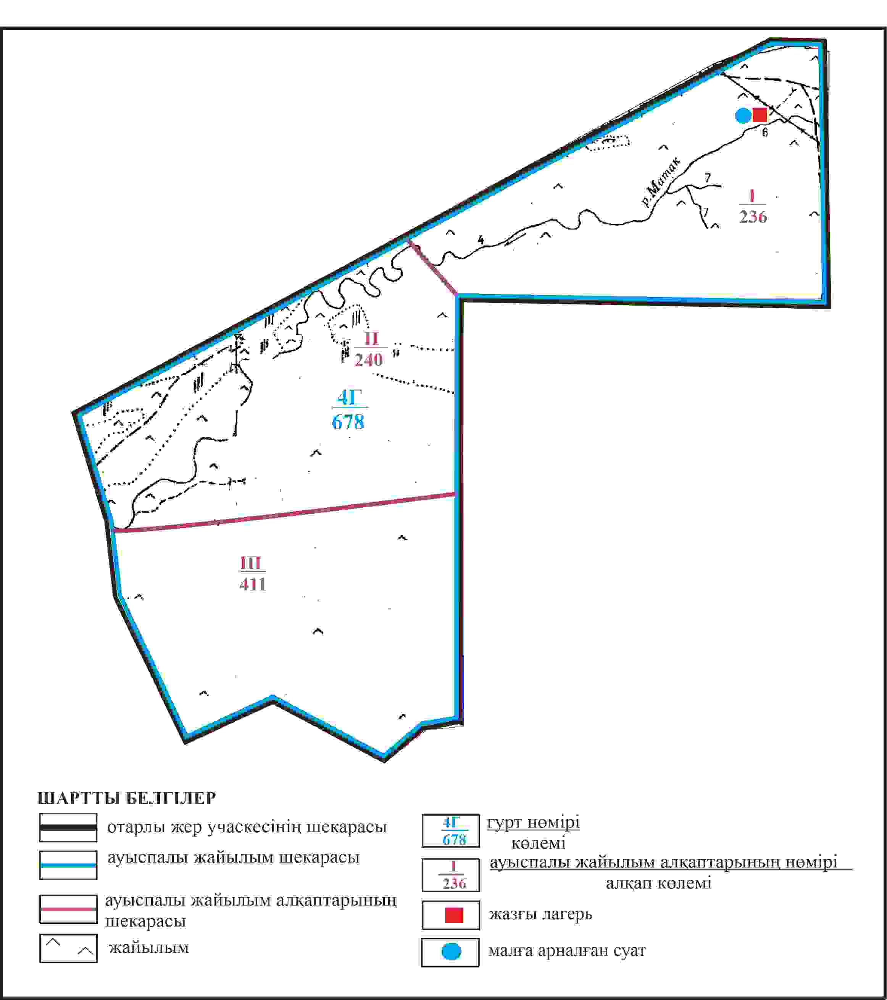 6
р.Матак
7
I
236
7
4
II
240
4Г
678
III
411
ШАРТТЫ БЕЛГІЛЕР
отарлы жер учаскесінің шекарасы
ауыспалы жайылым шекарасы
ауыспалы жайылым алқаптарының
шекарасы
жайылым
4Г
678
гурт нөмірі
көлемі
I
236
ауыспалы жайылым алқаптарының нөмірі
алқап көлемі
жазғы лагерь
малға арналған суат